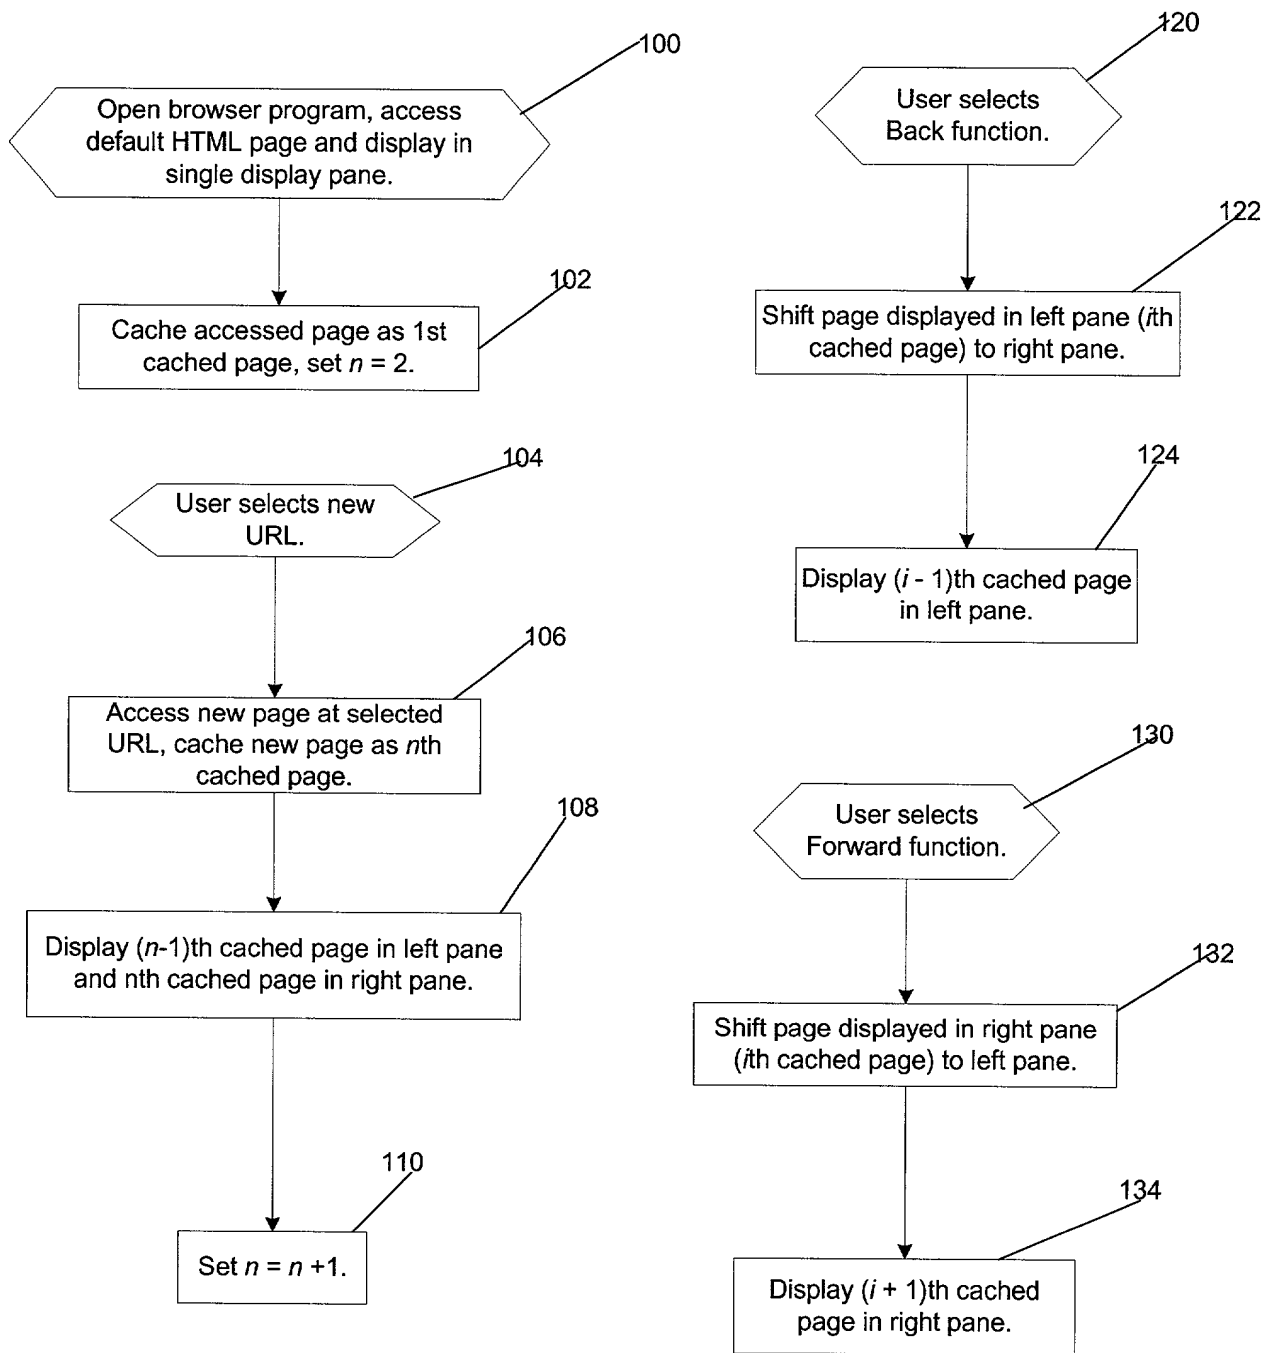 100
Open browser program, access
default HTML page and display in
single display pane.
102
Cache accessed page as 1st
cached page, set n = 2.
104
User selects new
URL.
106
Access new page at selected
URL, cache new page as nth
cached page.
108
Display (n-1)th cached page in left pane
and nth cached page in right pane.
110
Set n = n +1.
120
User selects
Back function.
122
Shift page displayed in left pane (ith
cached page) to right pane.
124
Display (i - 1)th cached page
in left pane.
130
User selects
Forward function.
132
Shift page displayed in right pane
(ith cached page) to left pane.
134
Display (i + 1)th cached
page in right pane.